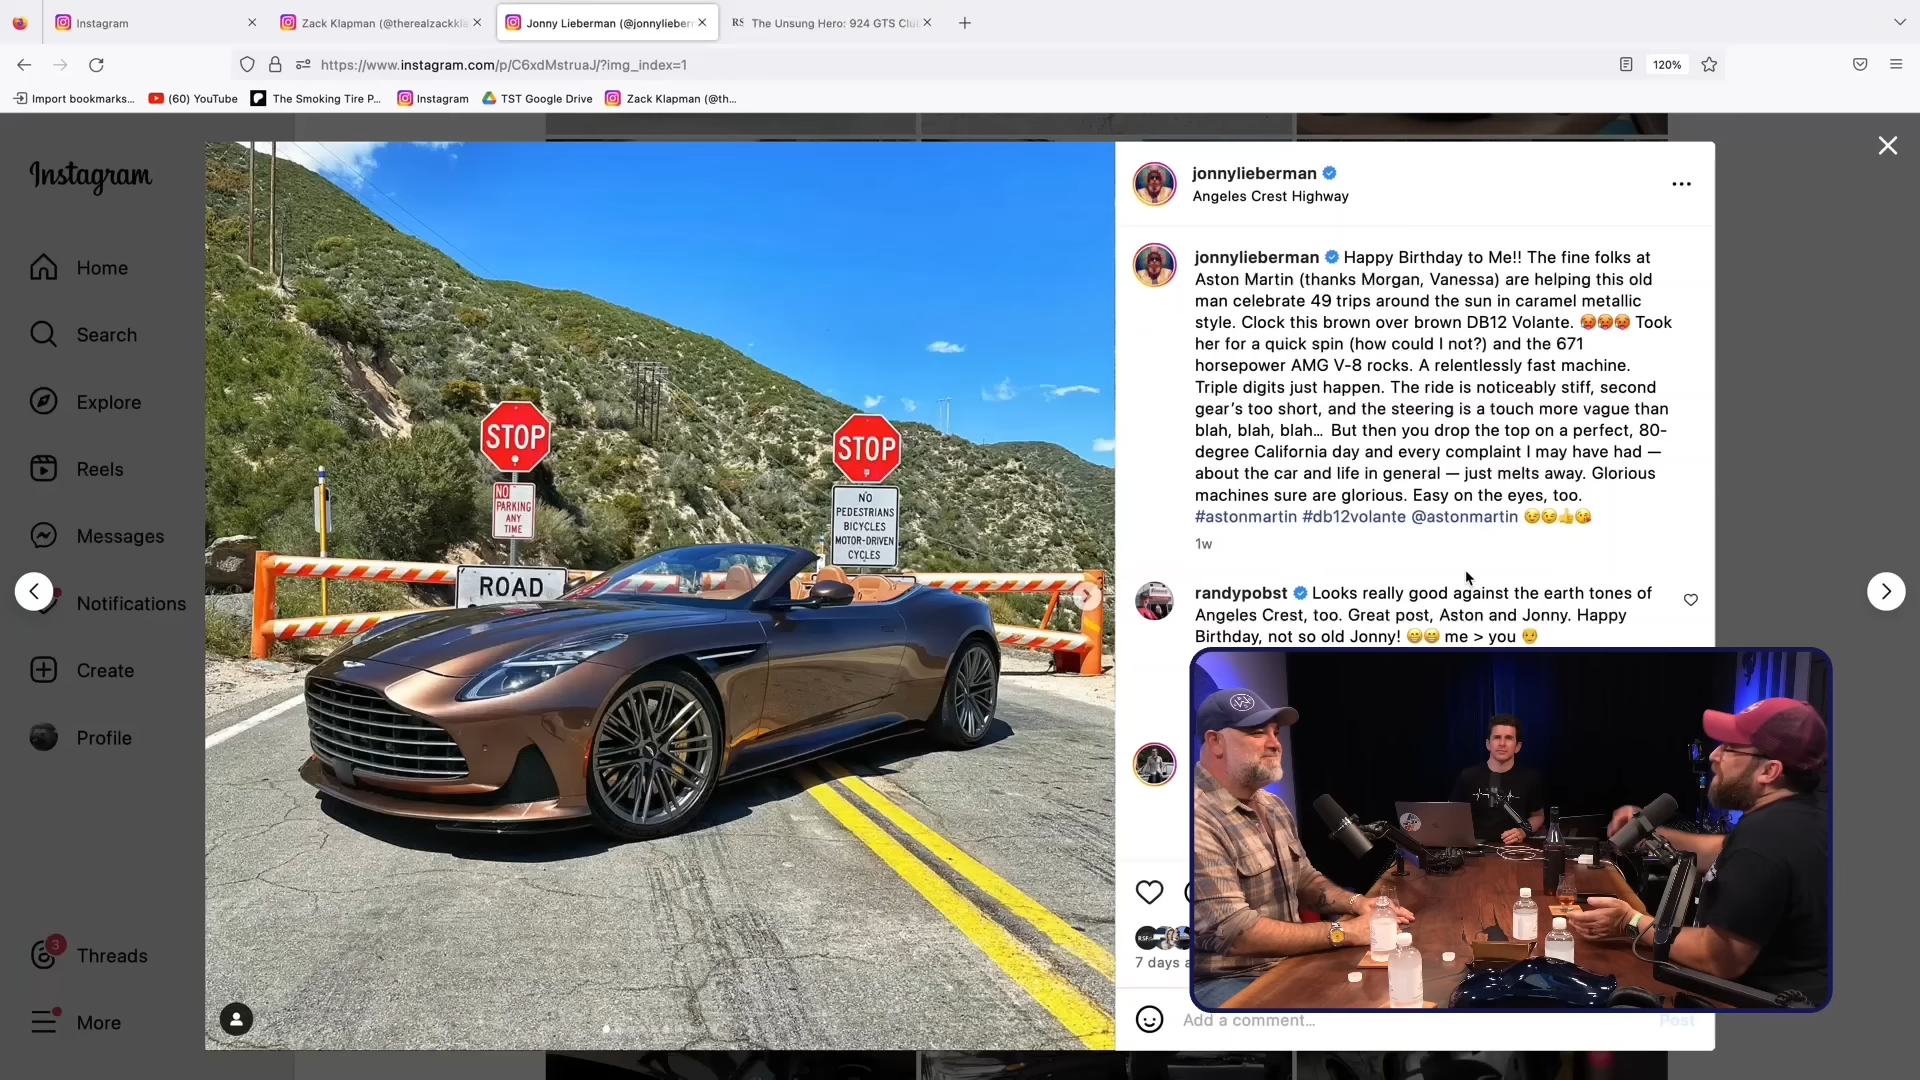 Instagram
Zack Klapman (@therealzackkla
Jonny Lieberman (@jonnylieber
RS The Unsung Hero: 924 GTS Clu
https://www.instagram.com/p/C6xdMstruaJ/?img_index=1
120%
Import bookmarks...
(60) YouTube
The Smoking Tire P...
Instagram
TST Google Drive
Zack Klapman (@th...
Instagram
Home
Search
Explore
Reels
Messages
Notifications
Create
Profile
3
Threads
More
STOP
NO
PARKING
ANY
TIME
STOP
NO
PEDESTRIANS
BICYCLES
MOTOR-DRIVEN
CYCLES
ROAD
jonnylieberman
Angeles Crest Highway
jonnylieberman Happy Birthday to Me!! The fine folks at
Aston Martin (thanks Morgan, Vanessa) are helping this old
man celebrate 49 trips around the sun in caramel metallic
style. Clock this brown over brown DB12 Volante. 🥵🥵🥵 Took
her for a quick spin (how could I not?) and the 671
horsepower AMG V-8 rocks. A relentlessly fast machine.
Triple digits just happen. The ride is noticeably stiff, second
gear's too short, and the steering is a touch more vague than
blah, blah, blah... But then you drop the top on a perfect, 80-
degree California day and every complaint I may have had —
about the car and life in general — just melts away. Glorious
machines sure are glorious. Easy on the eyes, too.
#astonmartin #db12volante @astonmartin 😉😉👍😘
1w
randypobst Looks really good against the earth tones of
Angeles Crest, too. Great post, Aston and Jonny. Happy
Birthday, not so old Jonny! 😁😁 me > you
7 days a
Add a comment...
Post